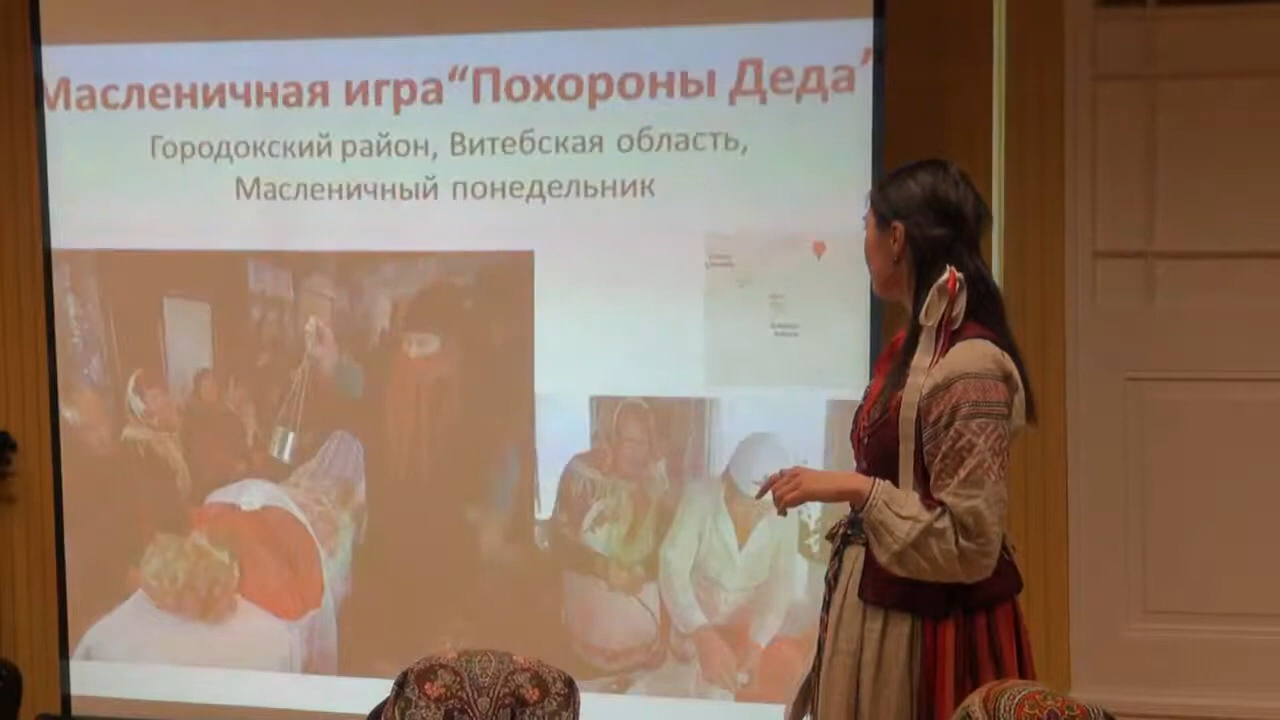 Масленичная игра“Похороны Деда”
Городокский район, Витебская область,
Масленичный понедельник